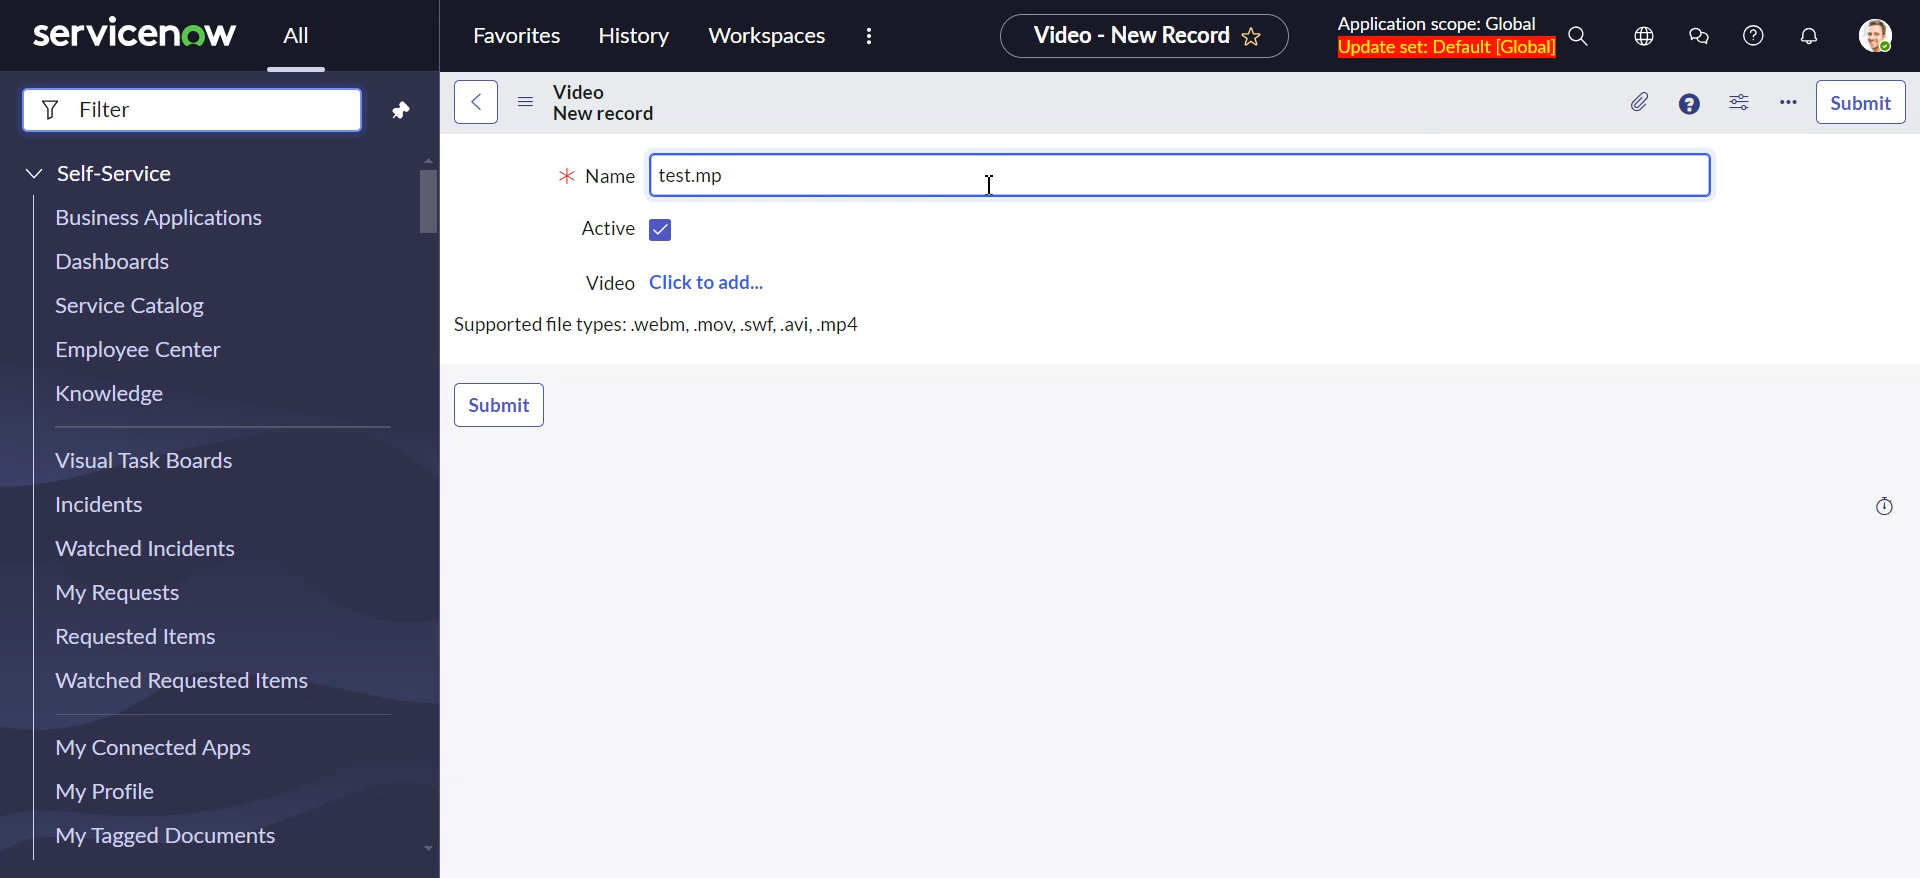 servicenow
All
Favorites
History
Workspaces
Video - New Record
Application scope: Global
Update set: Default [Global]
Filter
Video
New record
Submit
Self-Service
Business Applications
Dashboards
Service Catalog
Employee Center
Knowledge
Visual Task Boards
Incidents
Watched Incidents
My Requests
Requested Items
Watched Requested Items
My Connected Apps
My Profile
My Tagged Documents
* Name test.mp
Active
Video Click to add...
Supported file types: .webm, .mov, .swf, .avi, .mp4
Submit